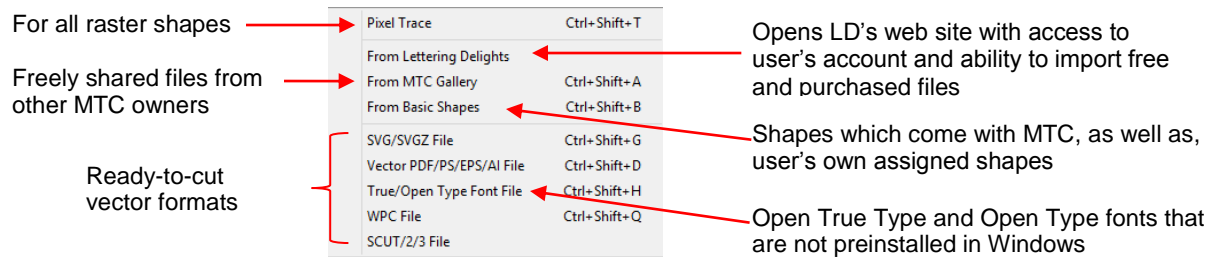 For all raster shapes
Freely shared files from
other MTC owners
Ready-to-cut
vector formats
Pixel Trace Ctrl+Shift+T
From Lettering Delights
From MTC Gallery Ctrl+Shift+A
From Basic Shapes Ctrl+Shift+B
SVG/SVGZ File Ctrl+Shift+G
Vector PDF/PS/EPS/AI File Ctrl+Shift+D
True/Open Type Font File Ctrl+Shift+H
WPC File Ctrl+Shift+Q
SCUT/2/3 File
Opens LD's web site with access to
user's account and ability to import free
and purchased files
Shapes which come with MTC, as well as,
user's own assigned shapes
Open True Type and Open Type fonts that
are not preinstalled in Windows